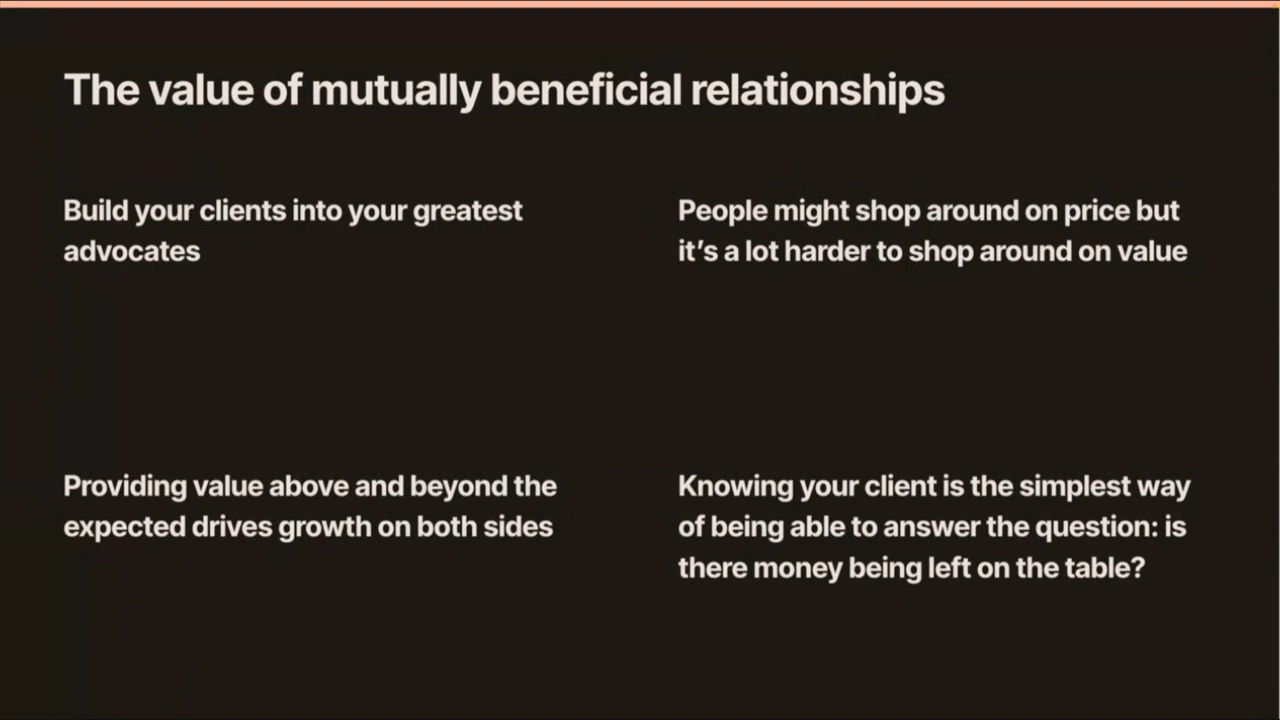 The value of mutually beneficial relationships
Build your clients into your greatest
advocates
People might shop around on price but
it’s a lot harder to shop around on value
Providing value above and beyond the
expected drives growth on both sides
Knowing your client is the simplest way
of being able to answer the question: is
there money being left on the table?